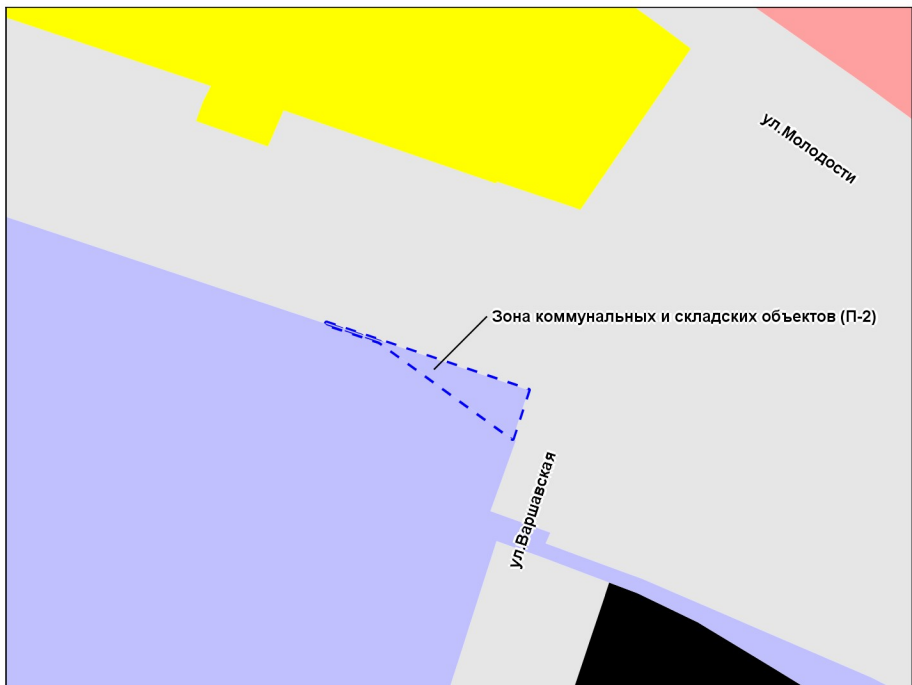 ул.Молодости
Зона коммунальных и складских объектов (П-2)
ул.Варшавская